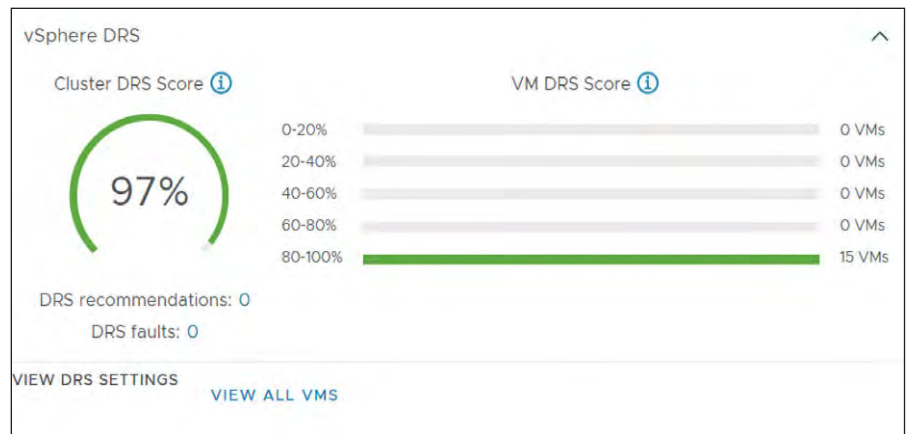 vSphere DRS
Cluster DRS Score
VM DRS Score
97%
0-20% 0 VMs
20-40% 0 VMs
40-60% 0 VMs
60-80% 0 VMs
80-100% 15 VMs
DRS recommendations: 0
DRS faults: 0
VIEW DRS SETTINGS
VIEW ALL VMS